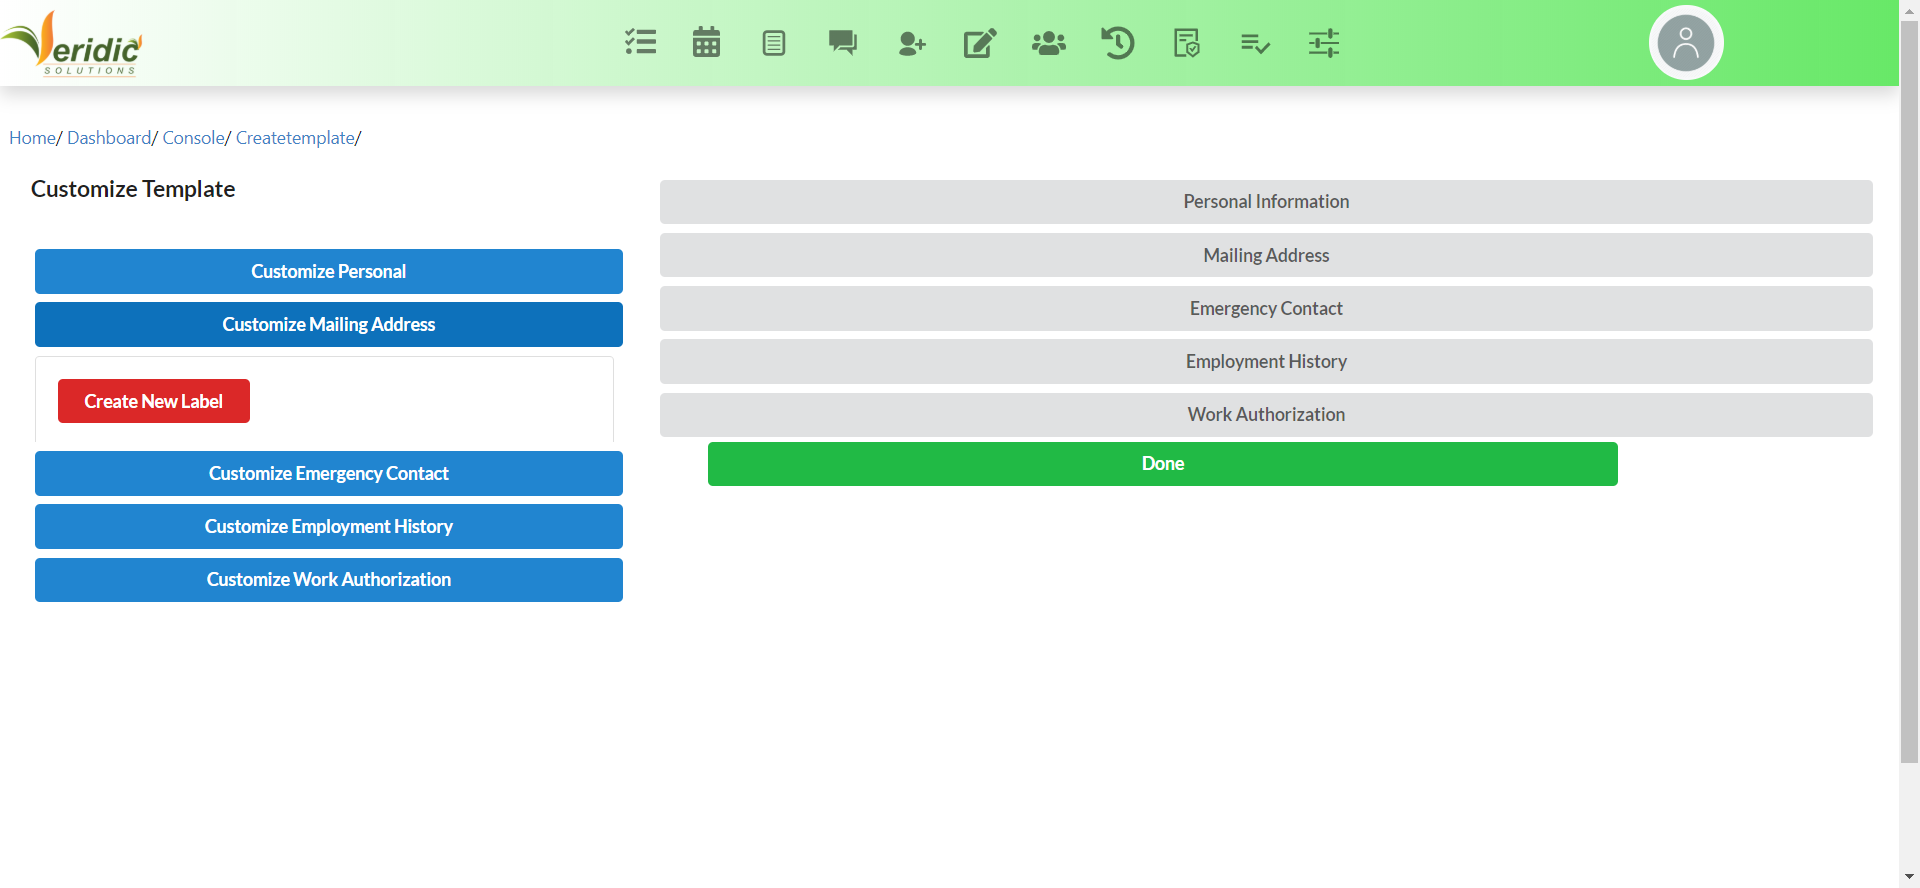 eridic
SOLUTIONS
Home/ Dashboard/ Console/ Createtemplate/
Customize Template
Customize Personal
Customize Mailing Address
Create New Label
Customize Emergency Contact
Customize Employment History
Customize Work Authorization
Personal Information
Mailing Address
Emergency Contact
Employment History
Work Authorization
Done